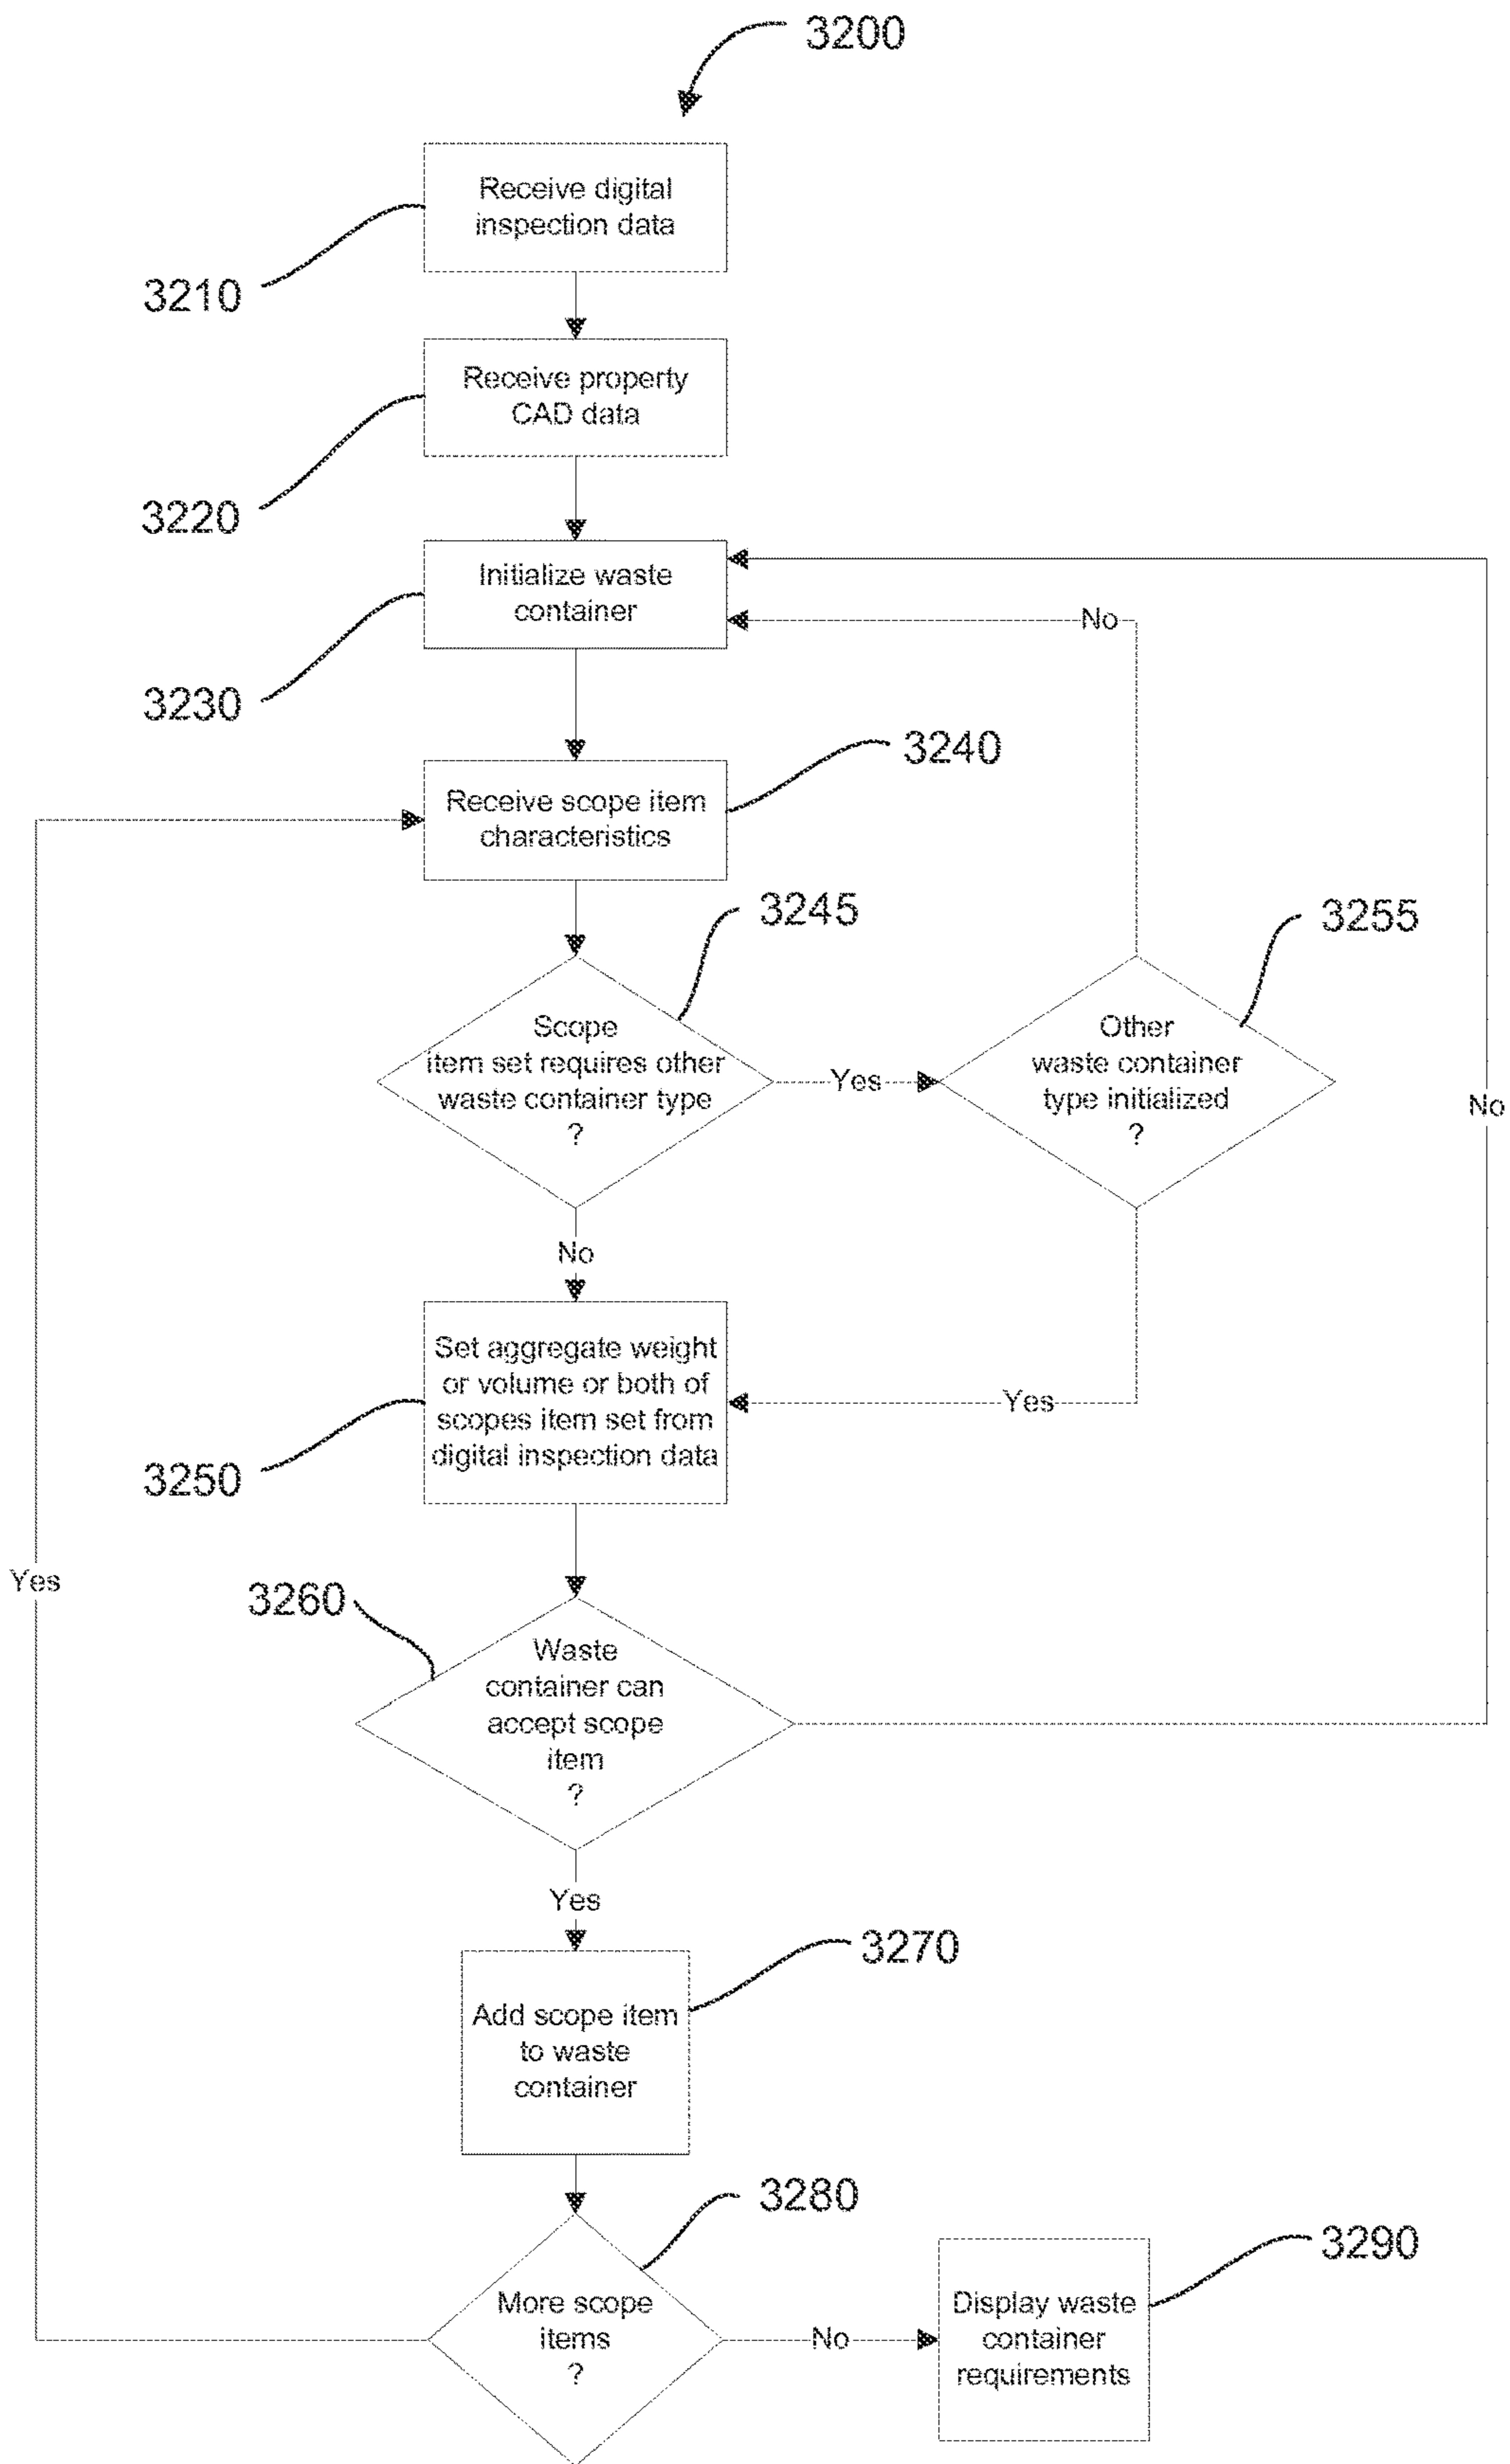 3200
Receive digital
inspection data
3210
Receive property
CAD data
3220
Initialize waste
container
No
3230
3240
Receive scope item
characteristics
3245
3255
Scope
item set requires other
waste container type
?
Yes
Other
waste container
type initialized
?
No
No
Set aggregate weight
or volume or both of
scopes item set from
digital inspection data
Yes
3250
Yes
3260
Waste
container can
accept scope
item
?
Yes
3270
Add scope item
to waste
container
3280
3290
More scope
items
?
No
Display waste
container
requirements